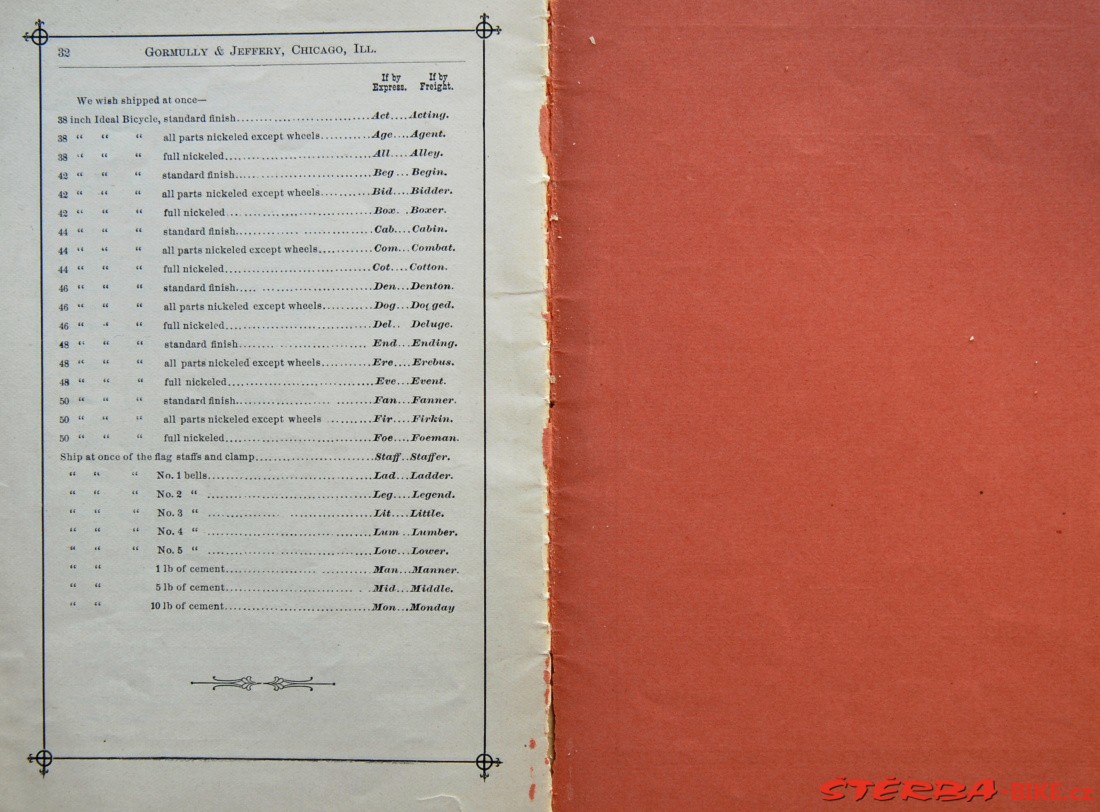 32 GORMULLY & JEFFERY, CHICAGO, ILL.
If by Express. If by Freight.
We wish shipped at once—
38 inch Ideal Bicycle, standard finish Act....Acting.
38 " " " all parts nickeled except wheels Age....Agent.
38 " " " full nickeled All....Alley.
42 " " " standard finish Beg...Begin.
42 " " " all parts nickeled except wheels Bid....Bidder.
42 " " " full nickeled Box. .Boxer.
44 " " " standard finish Cab...Cabin.
44 " " " all parts nickeled except wheels Com...Combat.
44 " " " full nickeled Cot....Cotton.
46 " " " standard finish Den...Denton.
46 " " " all parts nickeled except wheels Dog...Dogged.
46 " " " full nickeled Del.. Deluge.
48 " " " standard finish End...Ending.
48 " " " all parts nickeled except wheels Ere....Erebus.
48 " " " full nickeled Eve...Event.
50 " " " standard finish Fan...Fanner.
50 " " " all parts nickeled except wheels Fir....Firkin.
50 " " " full nickeled Foe....Foeman.
Ship at once of the flag staffs and clamp Staff..Staffer.
" " " No. 1 bells Lad....Ladder.
" " " No. 2 " Leg....Legend.
" " " No. 3 " Lit....Little.
" " " No. 4 " Lum..Lumber.
" " " No. 5 " Low...Lower.
" " 1 lb of cement Man...Manner.
" " 5 lb of cement Mid...Middle.
" " 10 lb of cement Mon...Monday
ŠTĔRBA-BIKE.cz